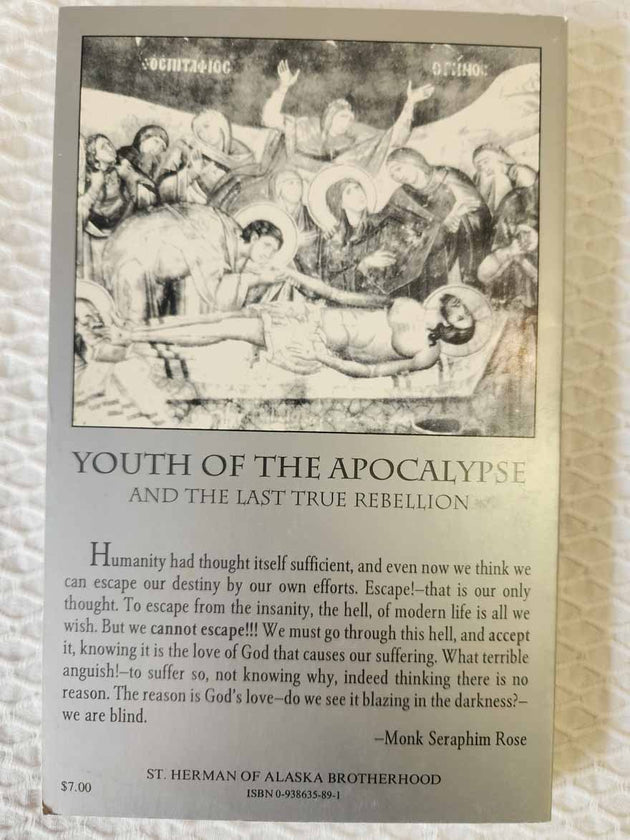 ΟΕΠΙΤΑΦΙΟC
YOUTH OF THE APOCALYPSE
AND THE LAST TRUE REBELLION
Humanity had thought itself sufficient, and even now we think we
can escape our destiny by our own efforts. Escape!—that is our only
thought. To escape from the insanity, the hell, of modern life is all we
wish. But we cannot escape!!! We must go through this hell, and accept
it, knowing it is the love of God that causes our suffering. What terrible
anguish!—to suffer so, not knowing why, indeed thinking there is no
reason. The reason is God's love—do we see it blazing in the darkness?—
we are blind.
—Monk Seraphim Rose
ST. HERMAN OF ALASKA BROTHERHOOD
$7.00
ISBN 0-938635-89-1